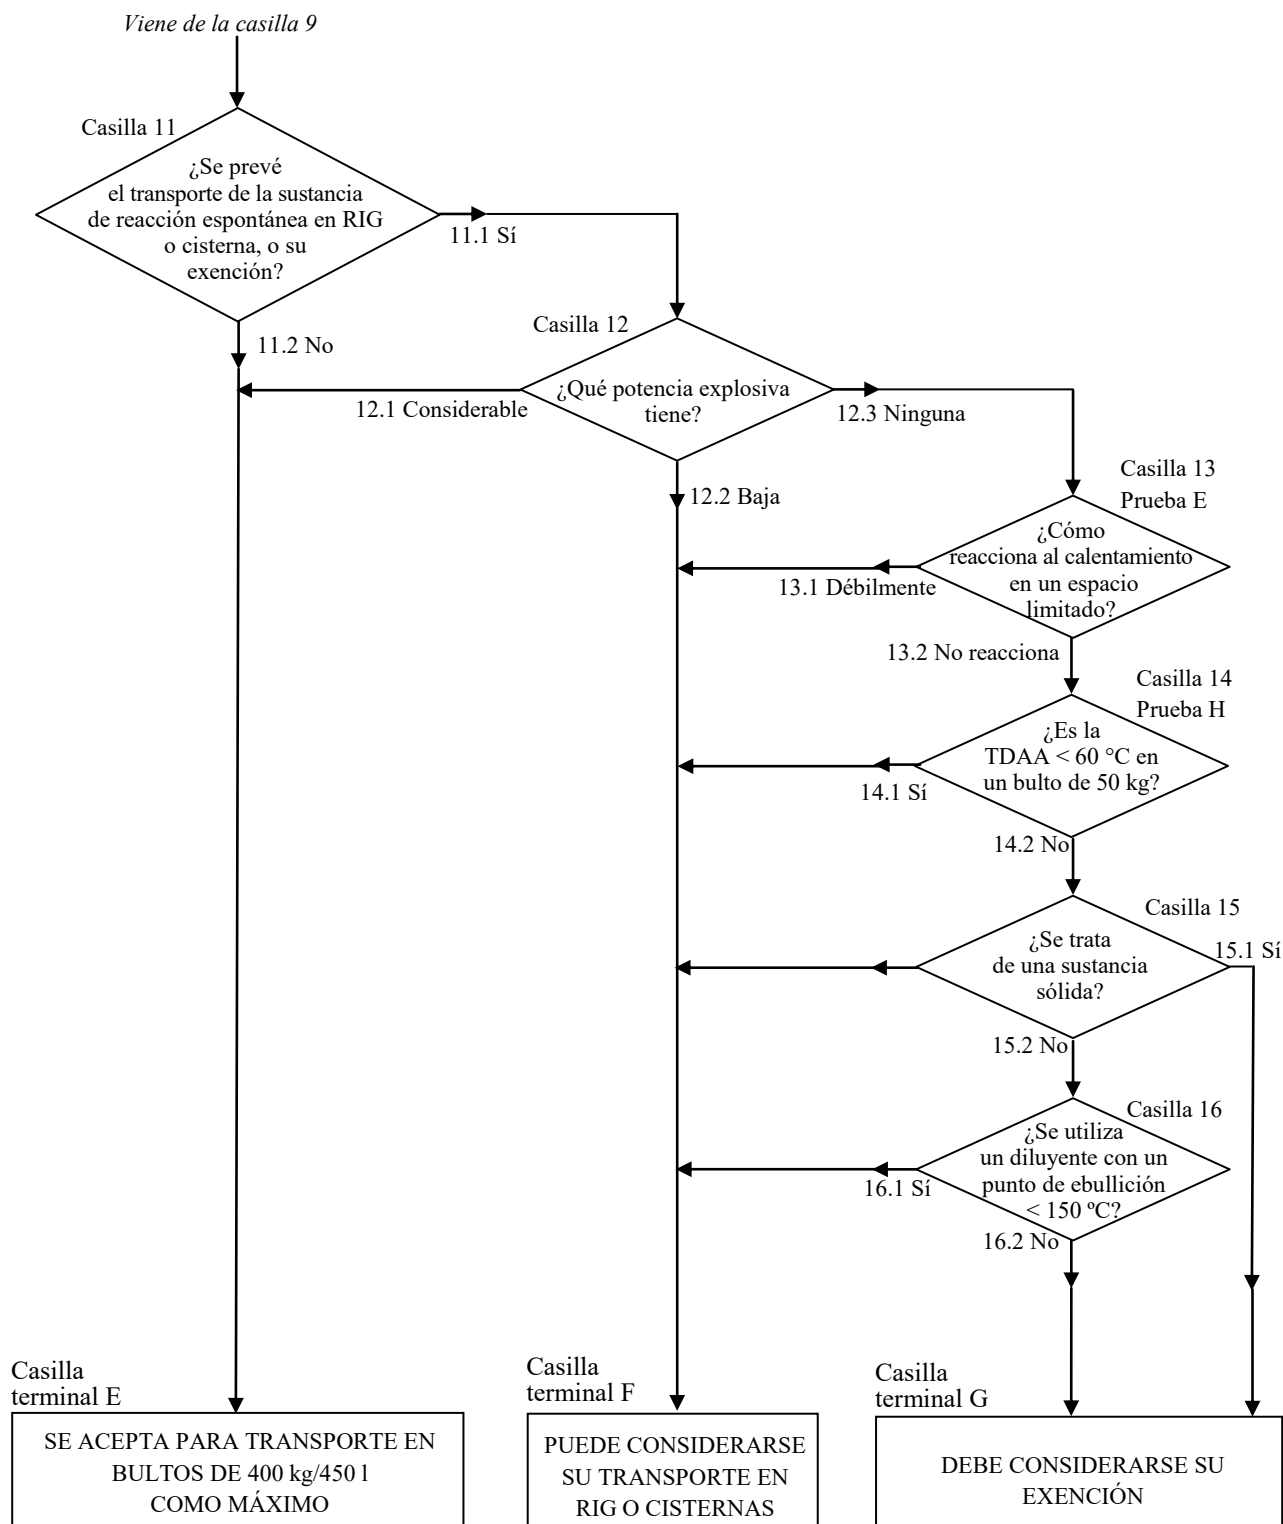 Viene de la casilla 9
Casilla 11
¿Se prevé
el transporte de la sustancia
de reacción espontánea en RIG
o cisterna, o su
exención?
11.1 Sí
11.2 No
Casilla 12
¿Qué potencia explosiva
tiene?
12.1 Considerable
12.3 Ninguna
12.2 Baja
Casilla 13
Prueba E
¿Cómo
reacciona al calentamiento
en un espacio
limitado?
13.1 Débilmente
13.2 No reacciona
Casilla 14
Prueba H
¿Es la
TDAA < 60 °C en
un bulto de 50 kg?
14.1 Sí
14.2 No
Casilla 15
¿Se trata
de una sustancia
sólida?
15.1 Sí
15.2 No
Casilla 16
¿Se utiliza
un diluyente con un
punto de ebullición
< 150 ºC?
16.1 Sí
16.2 No
Casilla
terminal E
SE ACEPTA PARA TRANSPORTE EN
BULTOS DE 400 kg/450 l
COMO MÁXIMO
Casilla
terminal F
PUEDE CONSIDERARSE
SU TRANSPORTE EN
RIG O CISTERNAS
Casilla
terminal G
DEBE CONSIDERARSE SU
EXENCIÓN